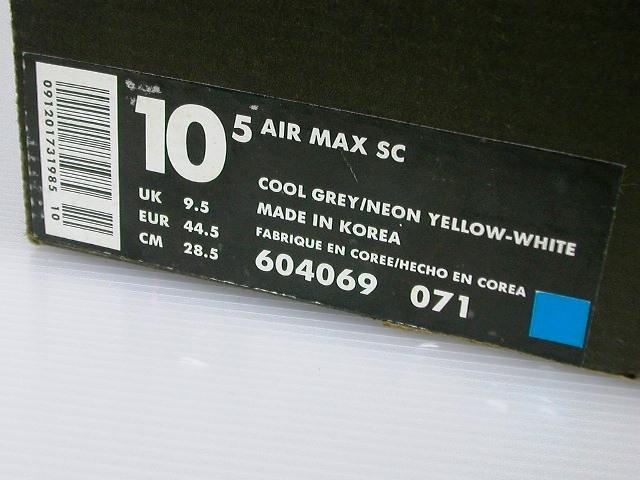 091201731985 10
10 5 AIR MAX SC
UK 9.5
EUR 44.5
CM 28.5
COOL GREY/NEON YELLOW-WHITE
MADE IN KOREA
FABRIQUE EN COREE/HECHO EN COREA
604069 071